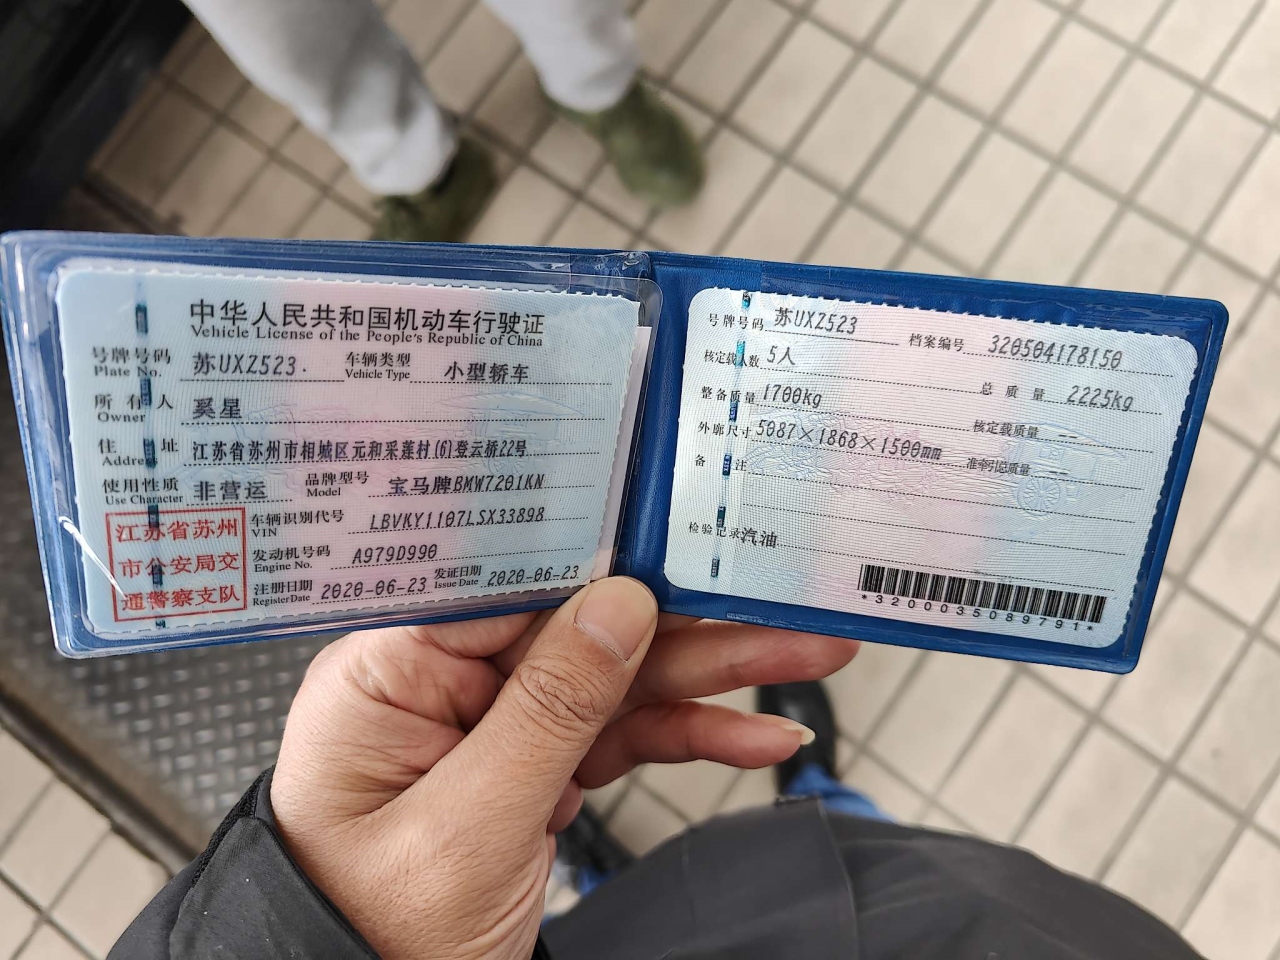 中华人民共和国机动车行驶证
Vehicle License of the People's Republic of China
号牌号码 苏UXZ523 车辆类型 小型轿车
Plate No. Vehicle Type
所有人 奚星
Owner
住址 江苏省苏州市相城区元和采莲村(6)登云桥22号
Address
使用性质 非营运 品牌型号 宝马牌BMW7201KN
Use Character Model
江苏省苏州
市公安局交
通警察支队
车辆识别代号 LBVKY1107LSX33898
VIN
发动机号码 A979D990
Engine No.
注册日期 2020-06-23 发证日期 2020-06-23
Register Date Issue Date
号牌号码 苏UXZ523 档案编号 320504178150
核定载人数 5人 总质量 2225kg
整备质量 1700kg 核定载质量 --
外廓尺寸 5087×1868×1500mm 准牵引总质量 --
备注
检验记录 汽油
*3200035089791*